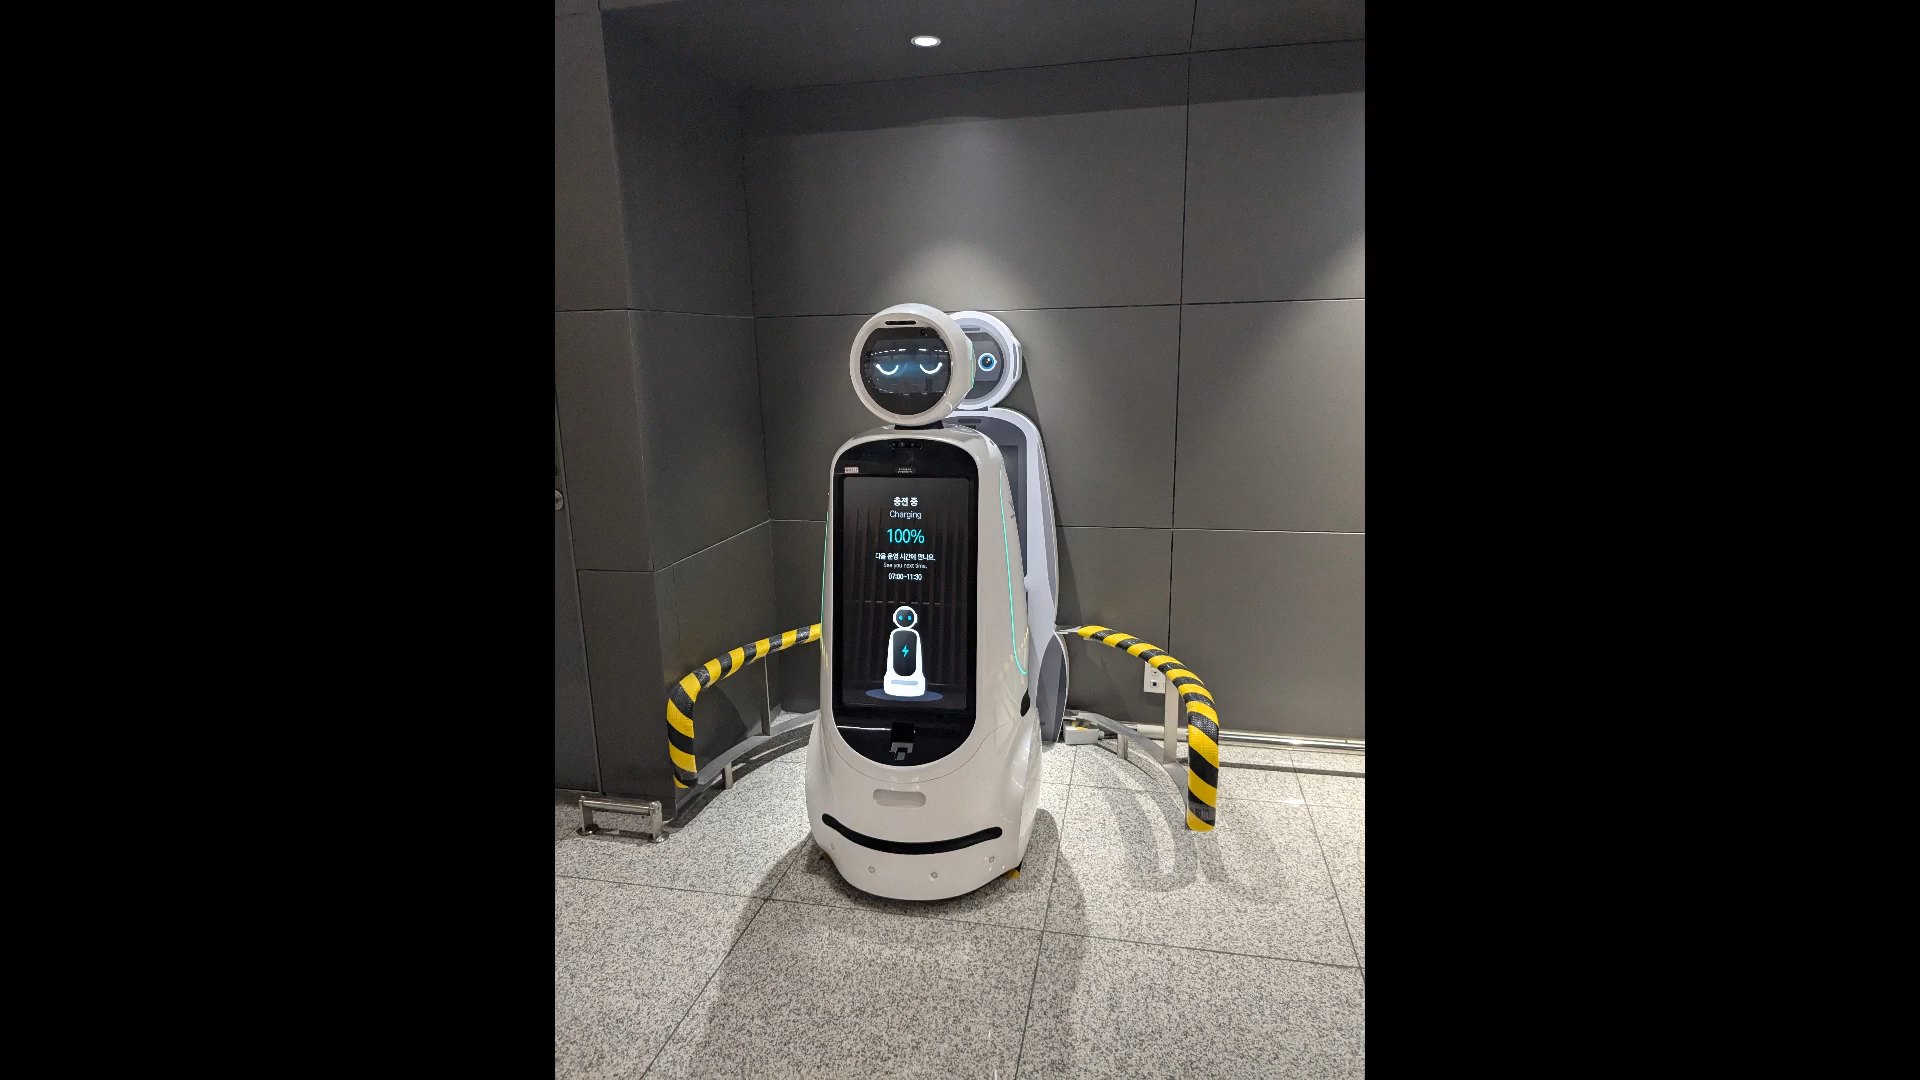 충전 중
Charging
100%
다음 운영 시간에 만나요.
See you next time.
07:00~11:30